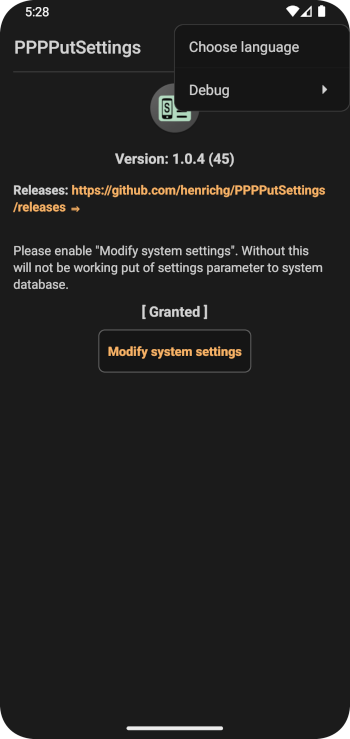 5:28
PPPPutSettings
Choose language
Debug
Version: 1.0.4 (45)
Releases: https://github.com/henrichg/PPPPutSettings
/releases ➞
Please enable "Modify system settings". Without this
will not be working put of settings parameter to system
database.
[ Granted ]
Modify system settings